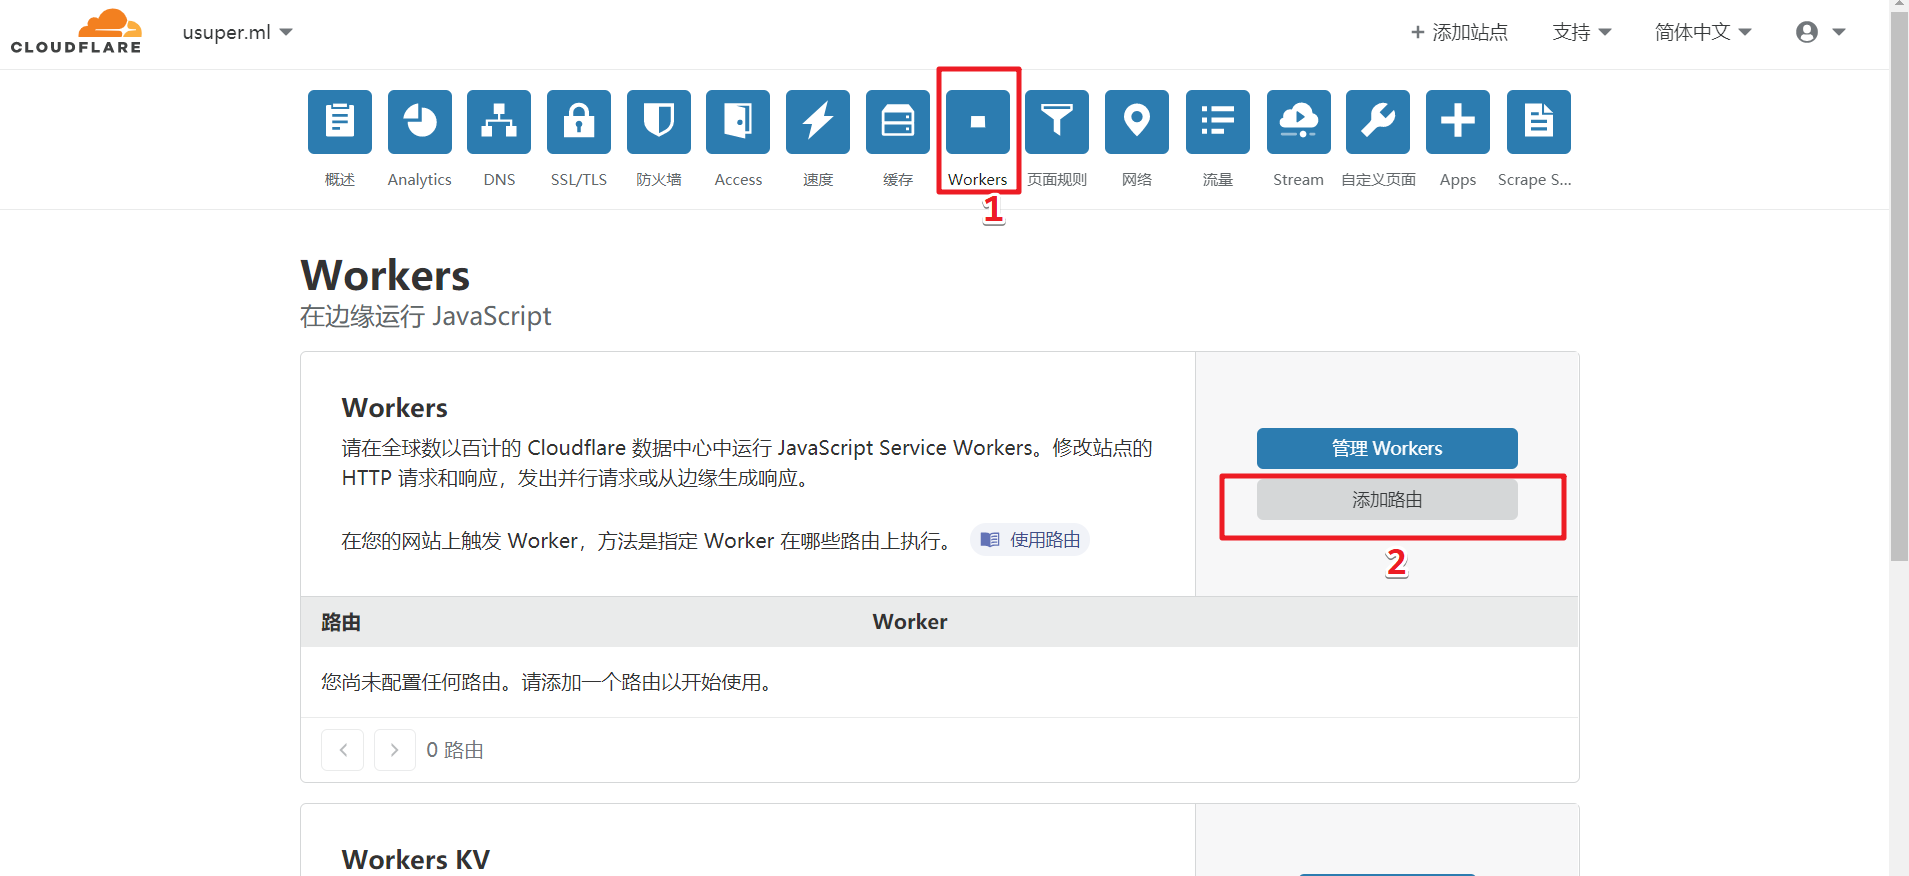 CLOUDFLARE
usuper.ml
+ 添加站点
支持
简体中文
概述
Analytics
DNS
SSL/TLS
防火墙
Access
速度
缓存
Workers
页面规则
网络
流量
Stream
自定义页面
Apps
Scrape S...
1
Workers
在边缘运行 JavaScript
Workers
请在全球数以百计的 Cloudflare 数据中心中运行 JavaScript Service Workers。修改站点的
HTTP 请求和响应，发出并行请求或从边缘生成响应。
在您的网站上触发 Worker，方法是指定 Worker 在哪些路由上执行。 使用路由
管理 Workers
添加路由
2
路由 Worker
您尚未配置任何路由。请添加一个路由以开始使用。
0 路由
Workers KV